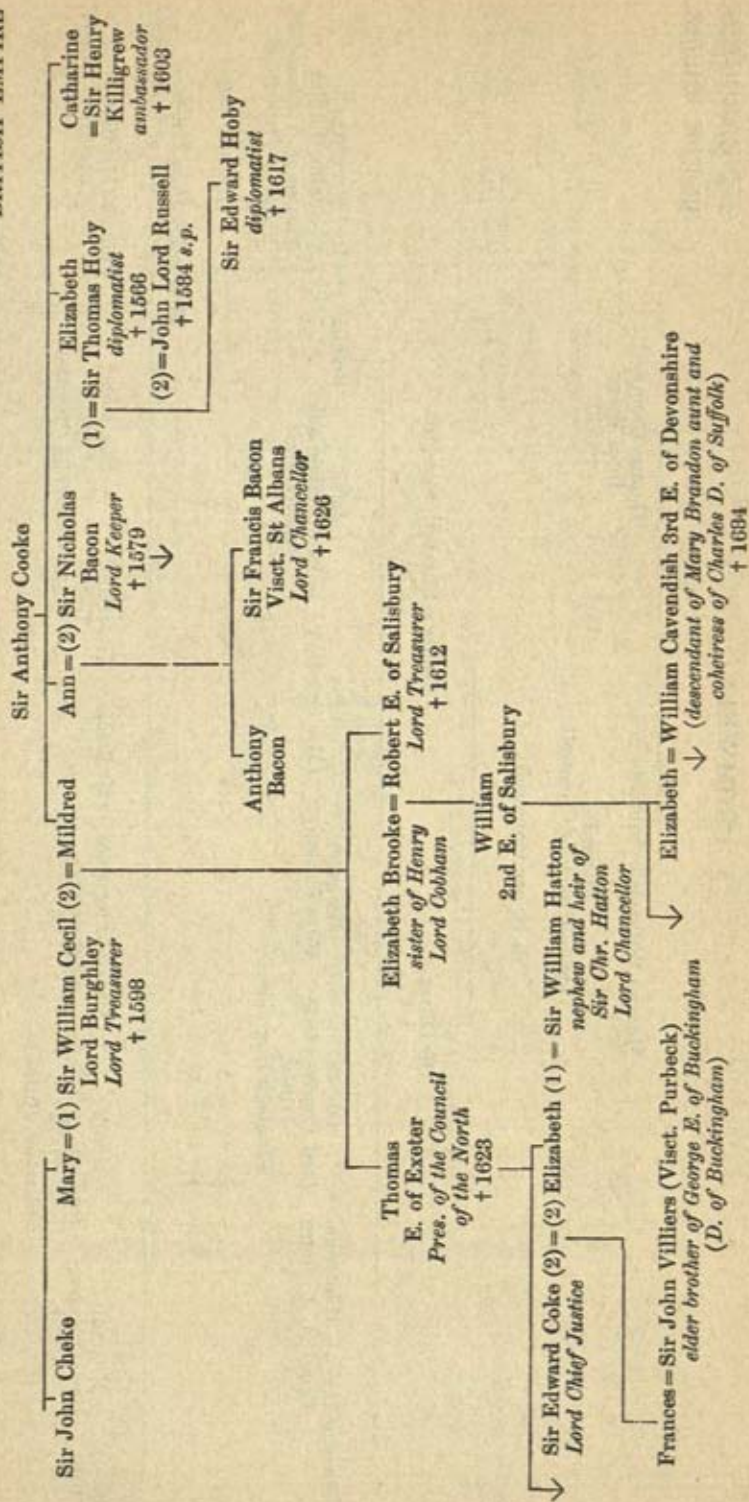 Sir Anthony Cooke
Sir John Cheke
Mary=(1) Sir William Cecil (2)=Mildred
Lord Burghley
Lord Treasurer
†1598
Ann=(2) Sir Nicholas
Bacon
Lord Keeper
†1579
Elizabeth
(1)=Sir Thomas Hoby
diplomatist
†1566
(2)=John Lord Russell
†1584 s.p.
Catharine
=Sir Henry
Killigrew
ambassador
†1603
Anthony
Bacon
Sir Francis Bacon
Visct. St Albans
Lord Chancellor
†1626
Sir Edward Hoby
diplomatist
†1617
Thomas
E. of Exeter
Pres. of the Council
of the North
†1623
Elizabeth Brooke=Robert E. of Salisbury
sister of Henry
Lord Cobham
Lord Treasurer
†1612
William
2nd E. of Salisbury
Sir Edward Coke (2)=(2) Elizabeth (1) = Sir William Hatton
Lord Chief Justice
nephew and heir of
Sir Chr. Hatton
Lord Chancellor
Frances=Sir John Villiers (Visct. Purbeck)
elder brother of George E. of Buckingham
(D. of Buckingham)
Elizabeth=William Cavendish 3rd E. of Devonshire
(descendant of Mary Brandon aunt and
coheiress of Charles D. of Suffolk)
†1684